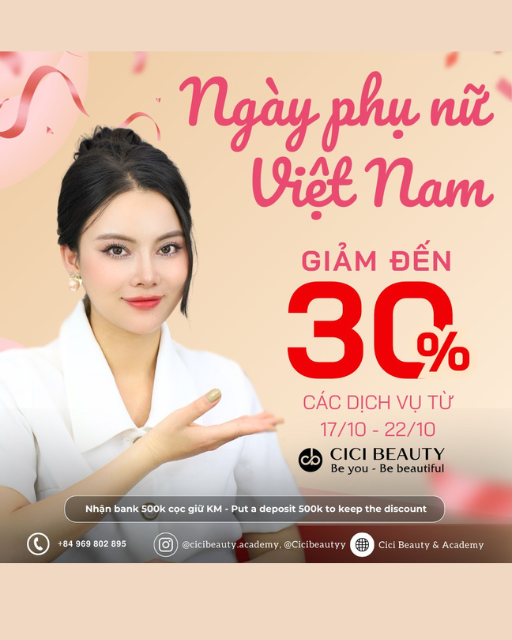 Ngày phụ nữ
Việt Nam
GIẢM ĐẾN
30%
CÁC DỊCH VỤ TỪ
17/10 - 22/10
CICI BEAUTY
Be you - Be beautiful
Nhận bank 500k cọc giữ KM - Put a deposit 500k to keep the discount
+84 969 802 895
@cicibeauty.academy, @Cicibeautyy
Cici Beauty & Academy